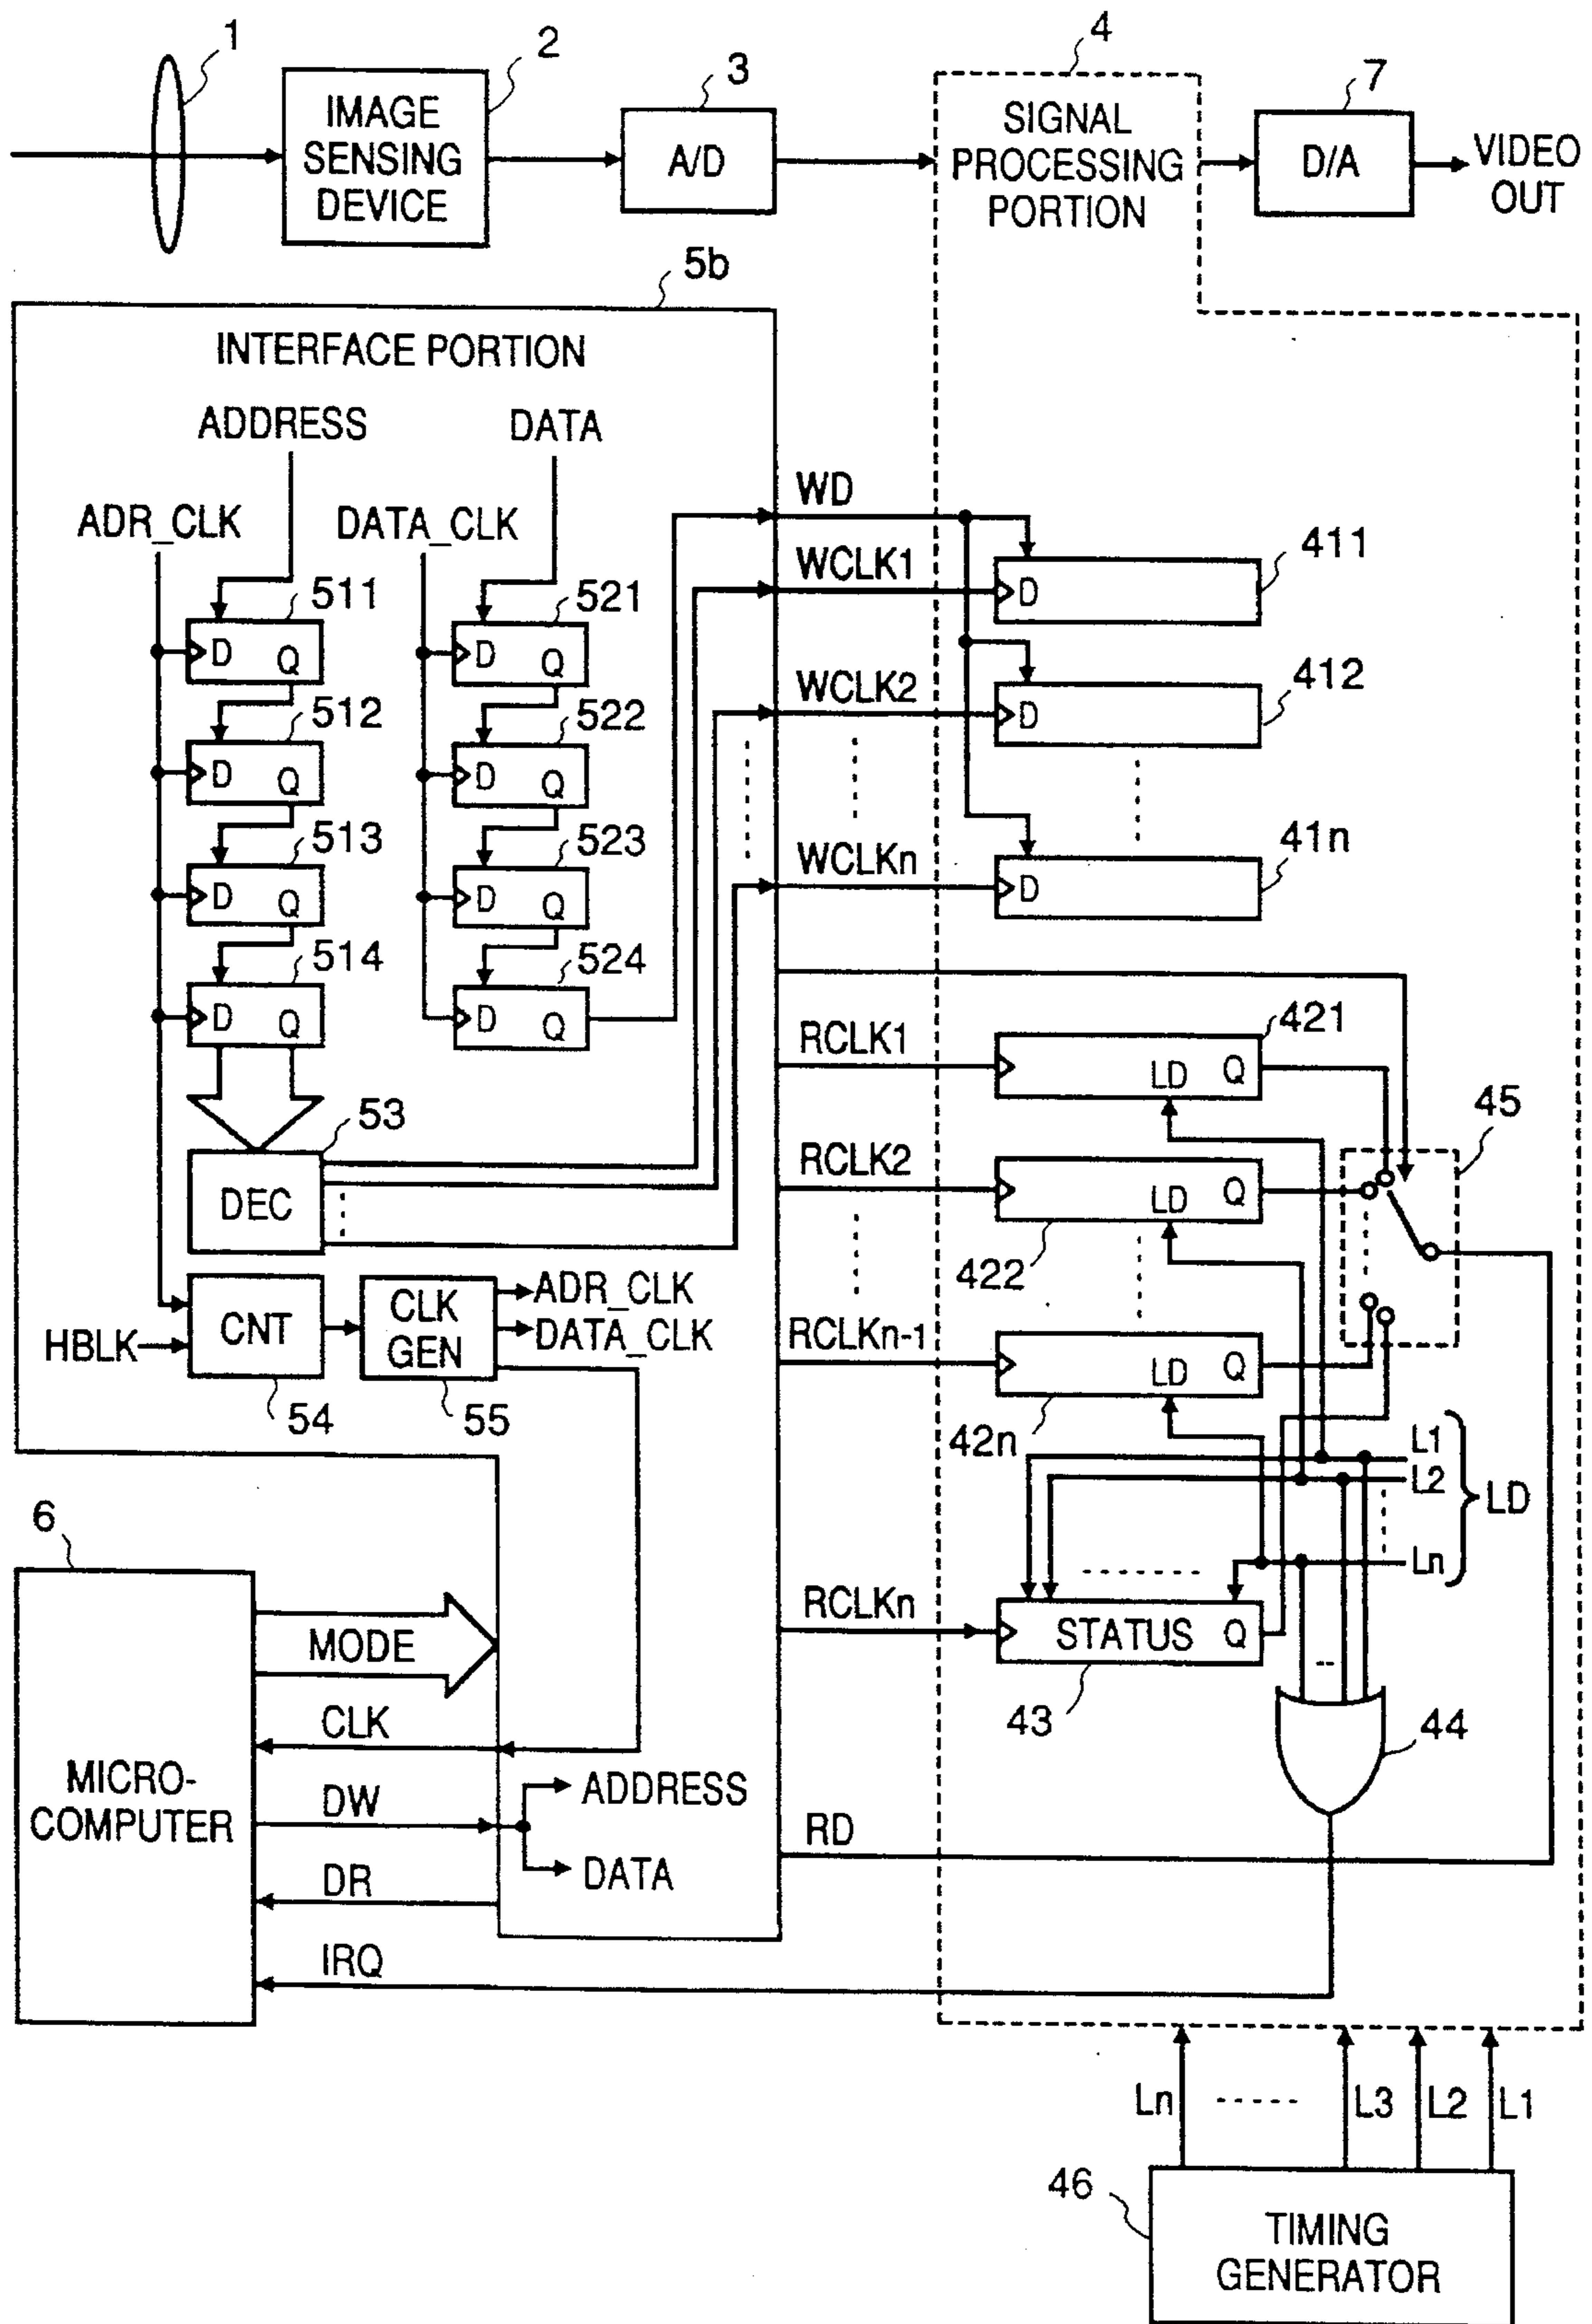 1
2
3
4
7
IMAGE
SENSING
DEVICE
A/D
SIGNAL
PROCESSING
PORTION
D/A
VIDEO
OUT
5b
INTERFACE PORTION
ADDRESS
DATA
ADR_CLK
DATA_CLK
511
D Q
512
D Q
513
D Q
514
D Q
521
D Q
522
D Q
523
D Q
524
D Q
53
DEC
HBLK
CNT
54
CLK
GEN
55
ADR_CLK
DATA_CLK
WD
WCLK1
WCLK2
WCLKn
411
D
412
D
41n
D
RCLK1
RCLK2
RCLKn-1
RCLKn
421
LD Q
422
LD Q
42n
LD Q
45
L1
L2
Ln
LD
STATUS Q
43
44
6
MICRO-
COMPUTER
MODE
CLK
DW
DR
IRQ
ADDRESS
DATA
RD
Ln
L3
L2
L1
46
TIMING
GENERATOR